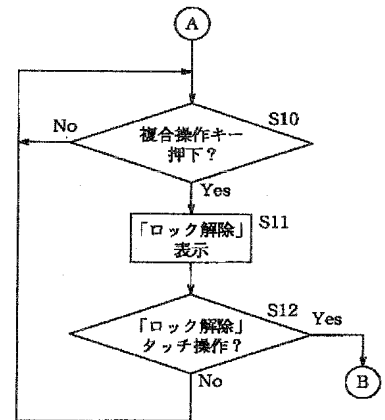 A
S10
No
複合操作キー
押下?
Yes
S11
「ロック解除」
表示
S12
「ロック解除」
タッチ操作?
Yes
No
B